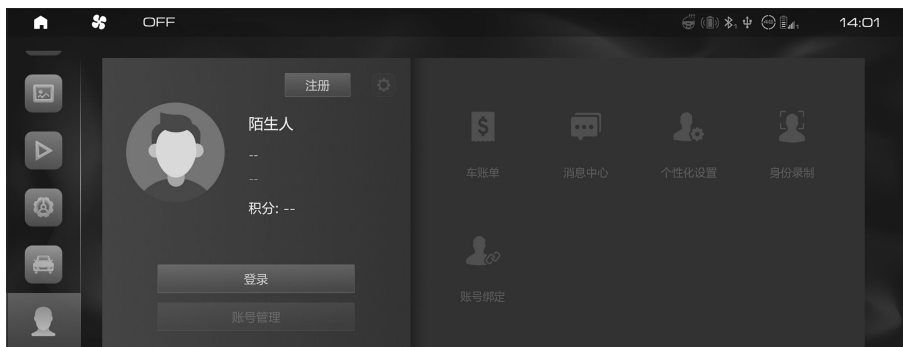 OFF
14:01
注册
陌生人
--
--
积分: --
登录
账号管理
车账单
消息中心
个性化设置
身份录制
账号绑定